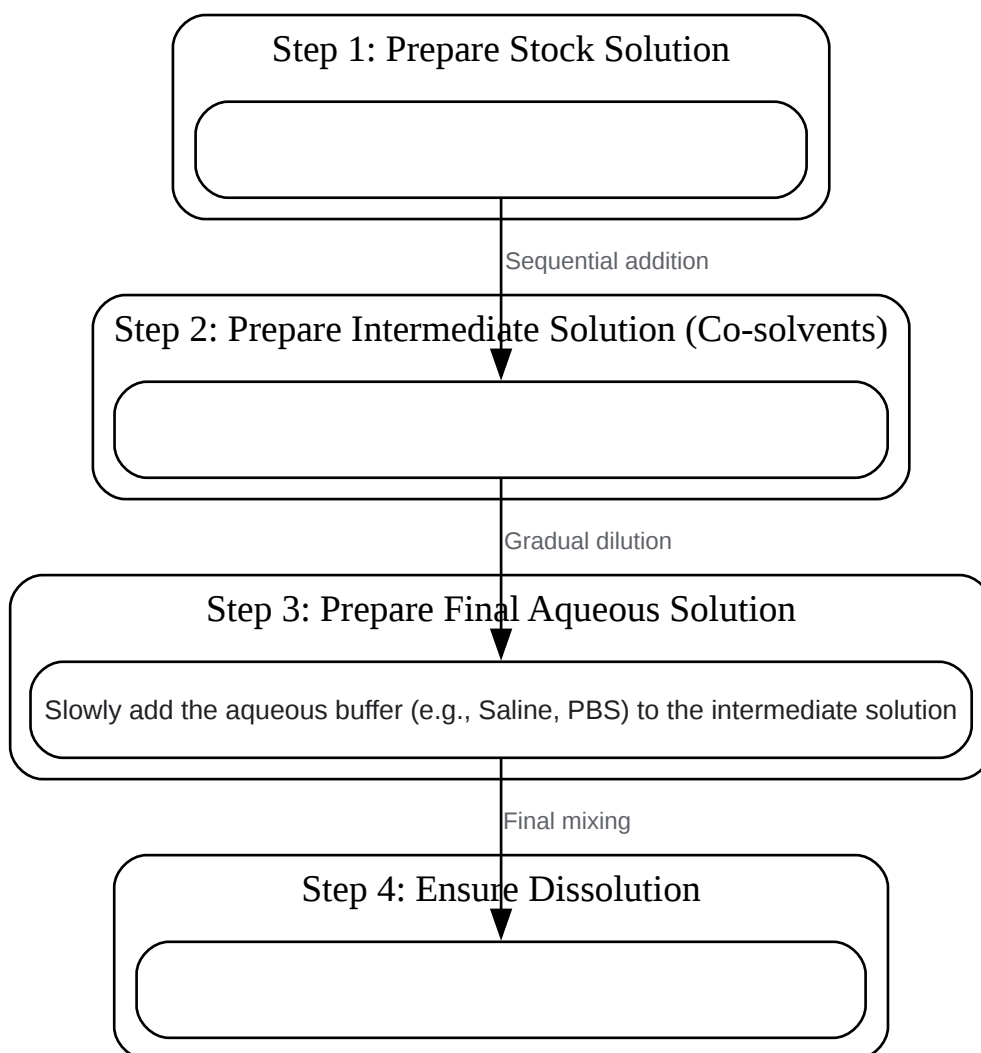 Step 1: Prepare Stock Solution
Sequential addition
Step 2: Prepare Intermediate Solution (Co-solvents)
Gradual dilution
Step 3: Prepare Final Aqueous Solution
Slowly add the aqueous buffer (e.g., Saline, PBS) to the intermediate solution
Final mixing
Step 4: Ensure Dissolution